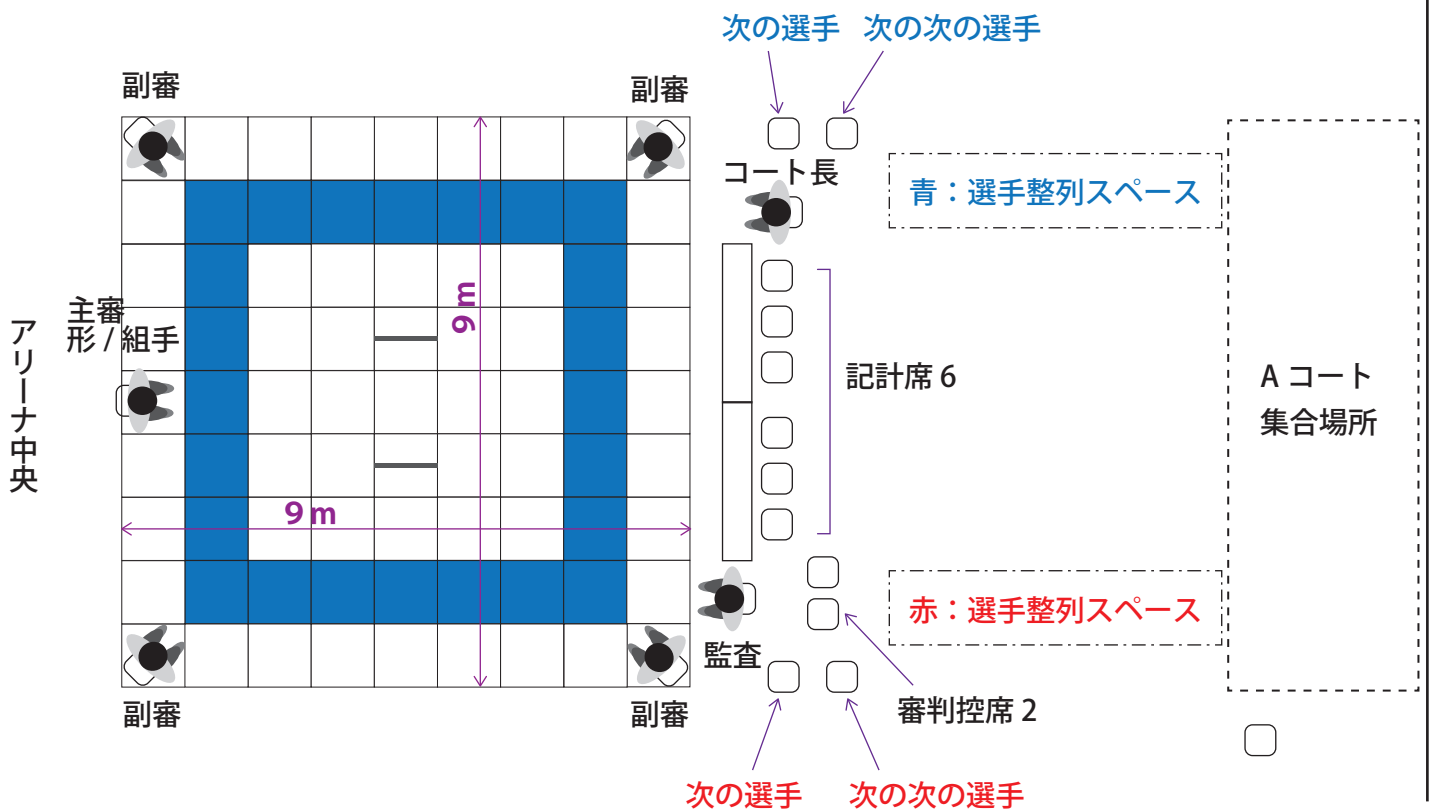 次の選手 次の次の選手
副審
副審
コート長
青：選手整列スペース
主審
形 / 組手
アリーナ中央
9 m
記計席 6
A コート
集合場所
9 m
赤：選手整列スペース
監査
審判控席 2
副審
副審
次の選手 次の次の選手